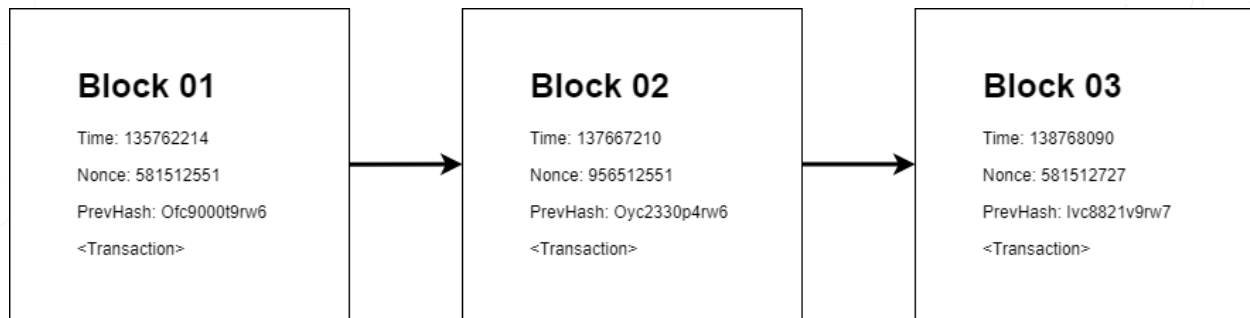 Block 01
Time: 135762214
Nonce: 581512551
PrevHash: Ofc9000t9rw6
<Transaction>
Block 02
Time: 137667210
Nonce: 956512551
PrevHash: Oyc2330p4rw6
<Transaction>
Block 03
Time: 138768090
Nonce: 581512727
PrevHash: Ivc8821v9rw7
<Transaction>